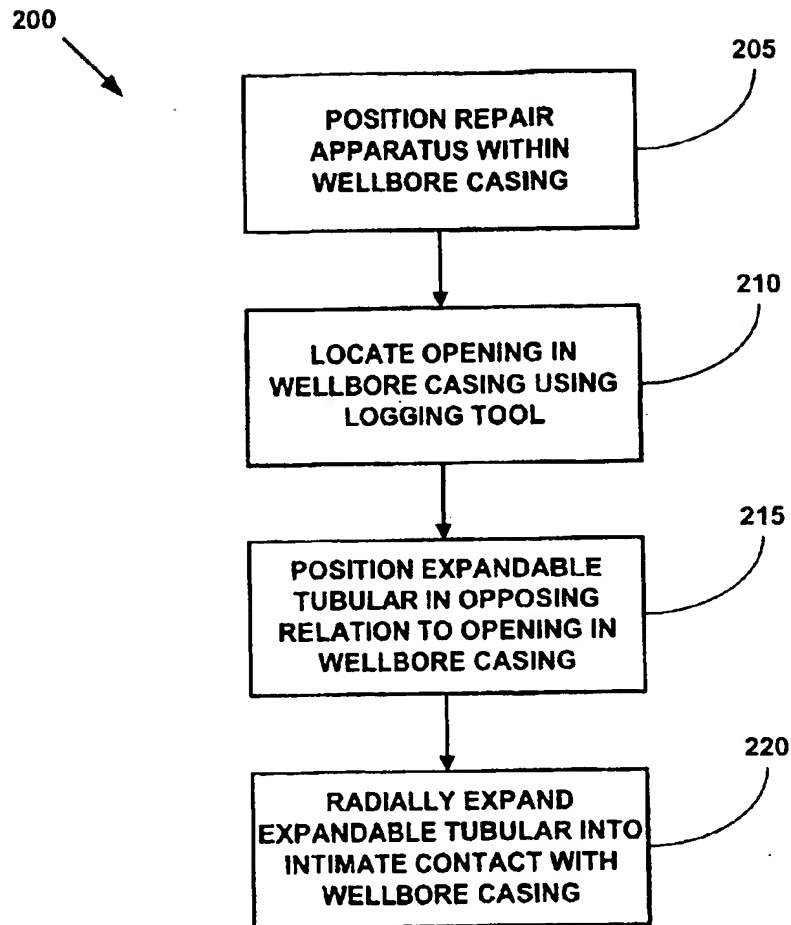 200
205
POSITION REPAIR
APPARATUS WITHIN
WELLBORE CASING
210
LOCATE OPENING IN
WELLBORE CASING USING
LOGGING TOOL
215
POSITION EXPANDABLE
TUBULAR IN OPPOSING
RELATION TO OPENING IN
WELLBORE CASING
220
RADIALLY EXPAND
EXPANDABLE TUBULAR INTO
INTIMATE CONTACT WITH
WELLBORE CASING